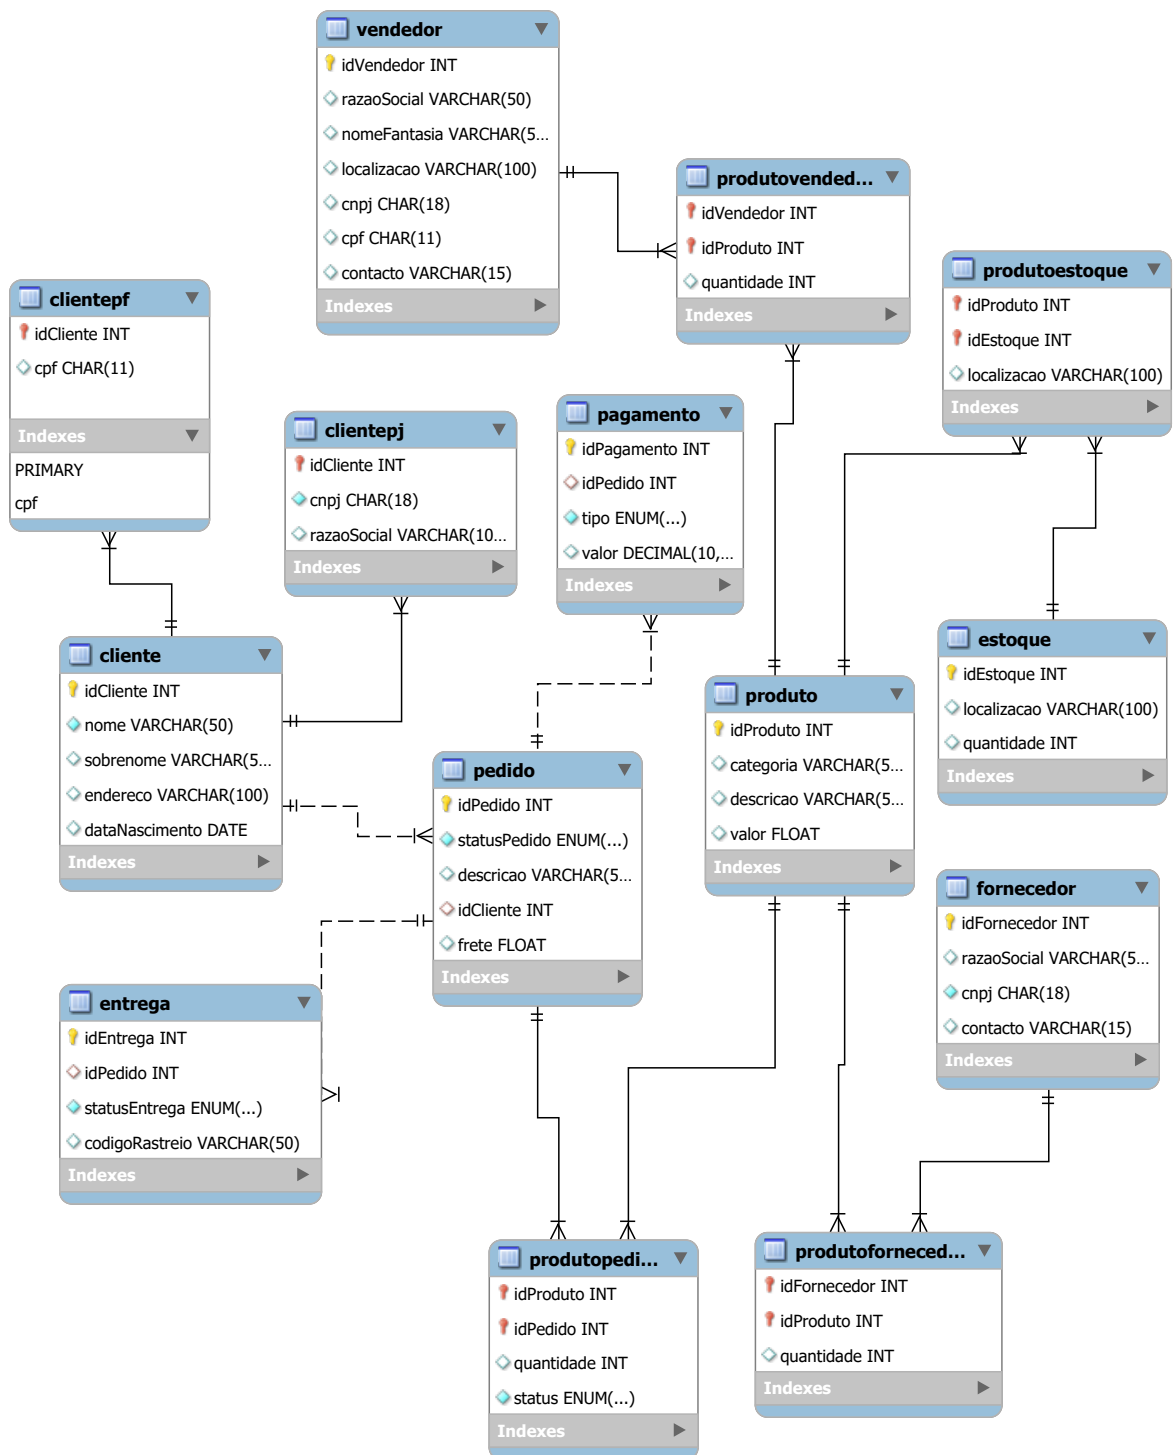 vendedor
idVendedor INT
razaoSocial VARCHAR(50)
nomeFantasia VARCHAR(5...
localizacao VARCHAR(100)
cnpj CHAR(18)
cpf CHAR(11)
contacto VARCHAR(15)
Indexes
produtovended...
idVendedor INT
idProduto INT
quantidade INT
Indexes
produtoestoque
idProduto INT
idEstoque INT
localizacao VARCHAR(100)
Indexes
clientepf
idCliente INT
cpf CHAR(11)
Indexes
PRIMARY
cpf
clientepj
idCliente INT
cnpj CHAR(18)
razaoSocial VARCHAR(10...
Indexes
pagamento
idPagamento INT
idPedido INT
tipo ENUM(...)
valor DECIMAL(10,...
Indexes
cliente
idCliente INT
nome VARCHAR(50)
sobrenome VARCHAR(5...
endereco VARCHAR(100)
dataNascimento DATE
Indexes
pedido
idPedido INT
statusPedido ENUM(...)
descricao VARCHAR(5...
idCliente INT
frete FLOAT
Indexes
produto
idProduto INT
categoria VARCHAR(5...
descricao VARCHAR(5...
valor FLOAT
Indexes
estoque
idEstoque INT
localizacao VARCHAR(100)
quantidade INT
Indexes
fornecedor
idFornecedor INT
razaoSocial VARCHAR(5...
cnpj CHAR(18)
contacto VARCHAR(15)
Indexes
entrega
idEntrega INT
idPedido INT
statusEntrega ENUM(...)
codigoRastreio VARCHAR(50)
Indexes
produtopedi...
idProduto INT
idPedido INT
quantidade INT
status ENUM(...)
Indexes
produtoforneced...
idFornecedor INT
idProduto INT
quantidade INT
Indexes